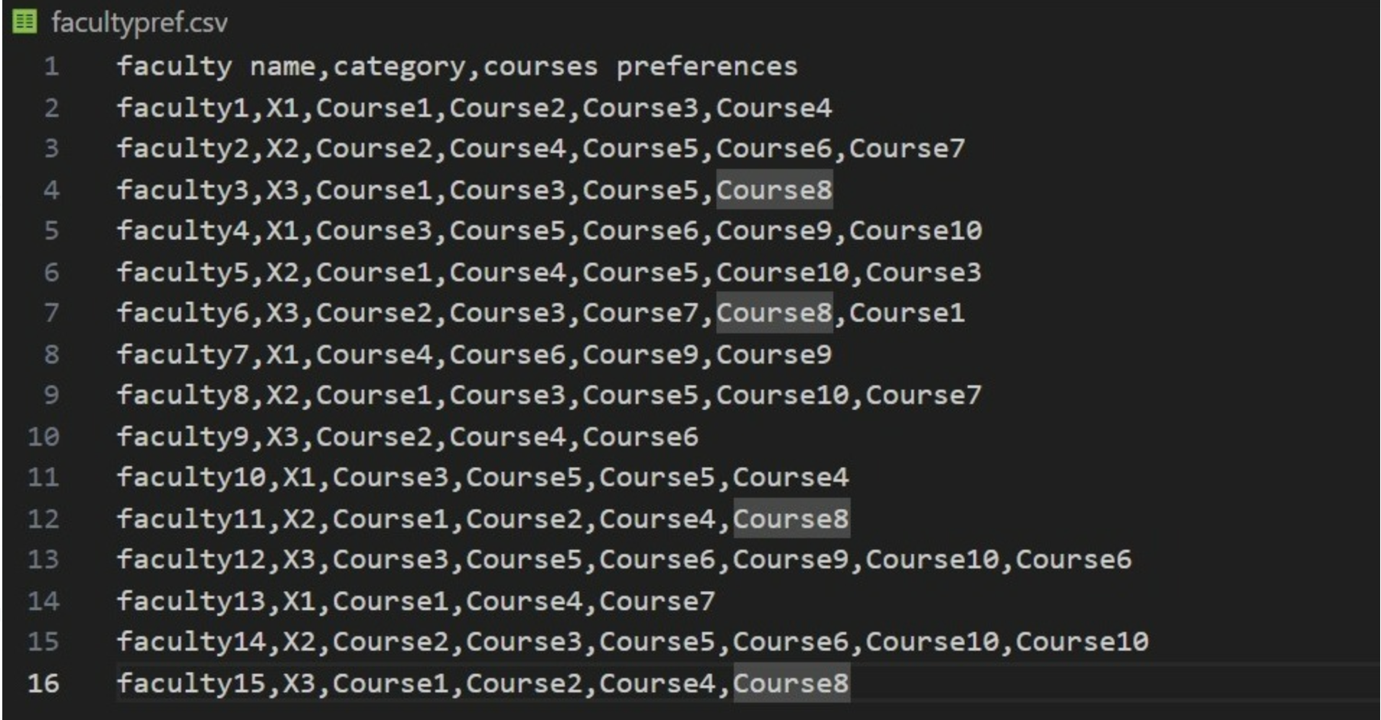 facultypref.csv
1 faculty name,category,courses preferences
2 faculty1,X1,Course1,Course2,Course3,Course4
3 faculty2,X2,Course2,Course4,Course5,Course6,Course7
4 faculty3,X3,Course1,Course3,Course5,Course8
5 faculty4,X1,Course3,Course5,Course6,Course9,Course10
6 faculty5,X2,Course1,Course4,Course5,Course10,Course3
7 faculty6,X3,Course2,Course3,Course7,Course8,Course1
8 faculty7,X1,Course4,Course6,Course9,Course9
9 faculty8,X2,Course1,Course3,Course5,Course10,Course7
10 faculty9,X3,Course2,Course4,Course6
11 faculty10,X1,Course3,Course5,Course5,Course4
12 faculty11,X2,Course1,Course2,Course4,Course8
13 faculty12,X3,Course3,Course5,Course6,Course9,Course10,Course6
14 faculty13,X1,Course1,Course4,Course7
15 faculty14,X2,Course2,Course3,Course5,Course6,Course10,Course10
16 faculty15,X3,Course1,Course2,Course4,Course8